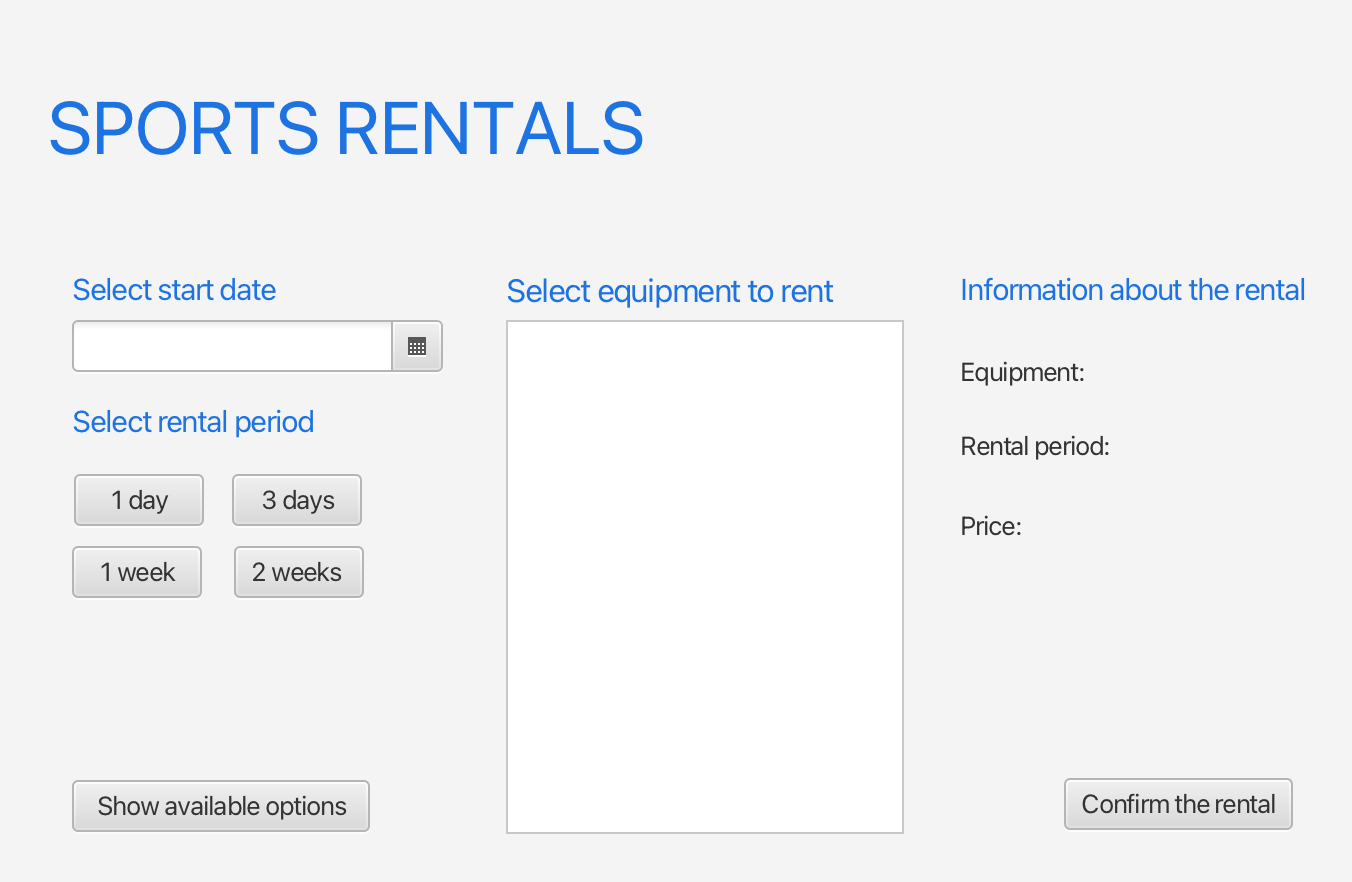 SPORTS RENTALS
Select start date
Select rental period
1 day
3 days
1 week
2 weeks
Show available options
Select equipment to rent
Information about the rental
Equipment:
Rental period:
Price:
Confirm the rental